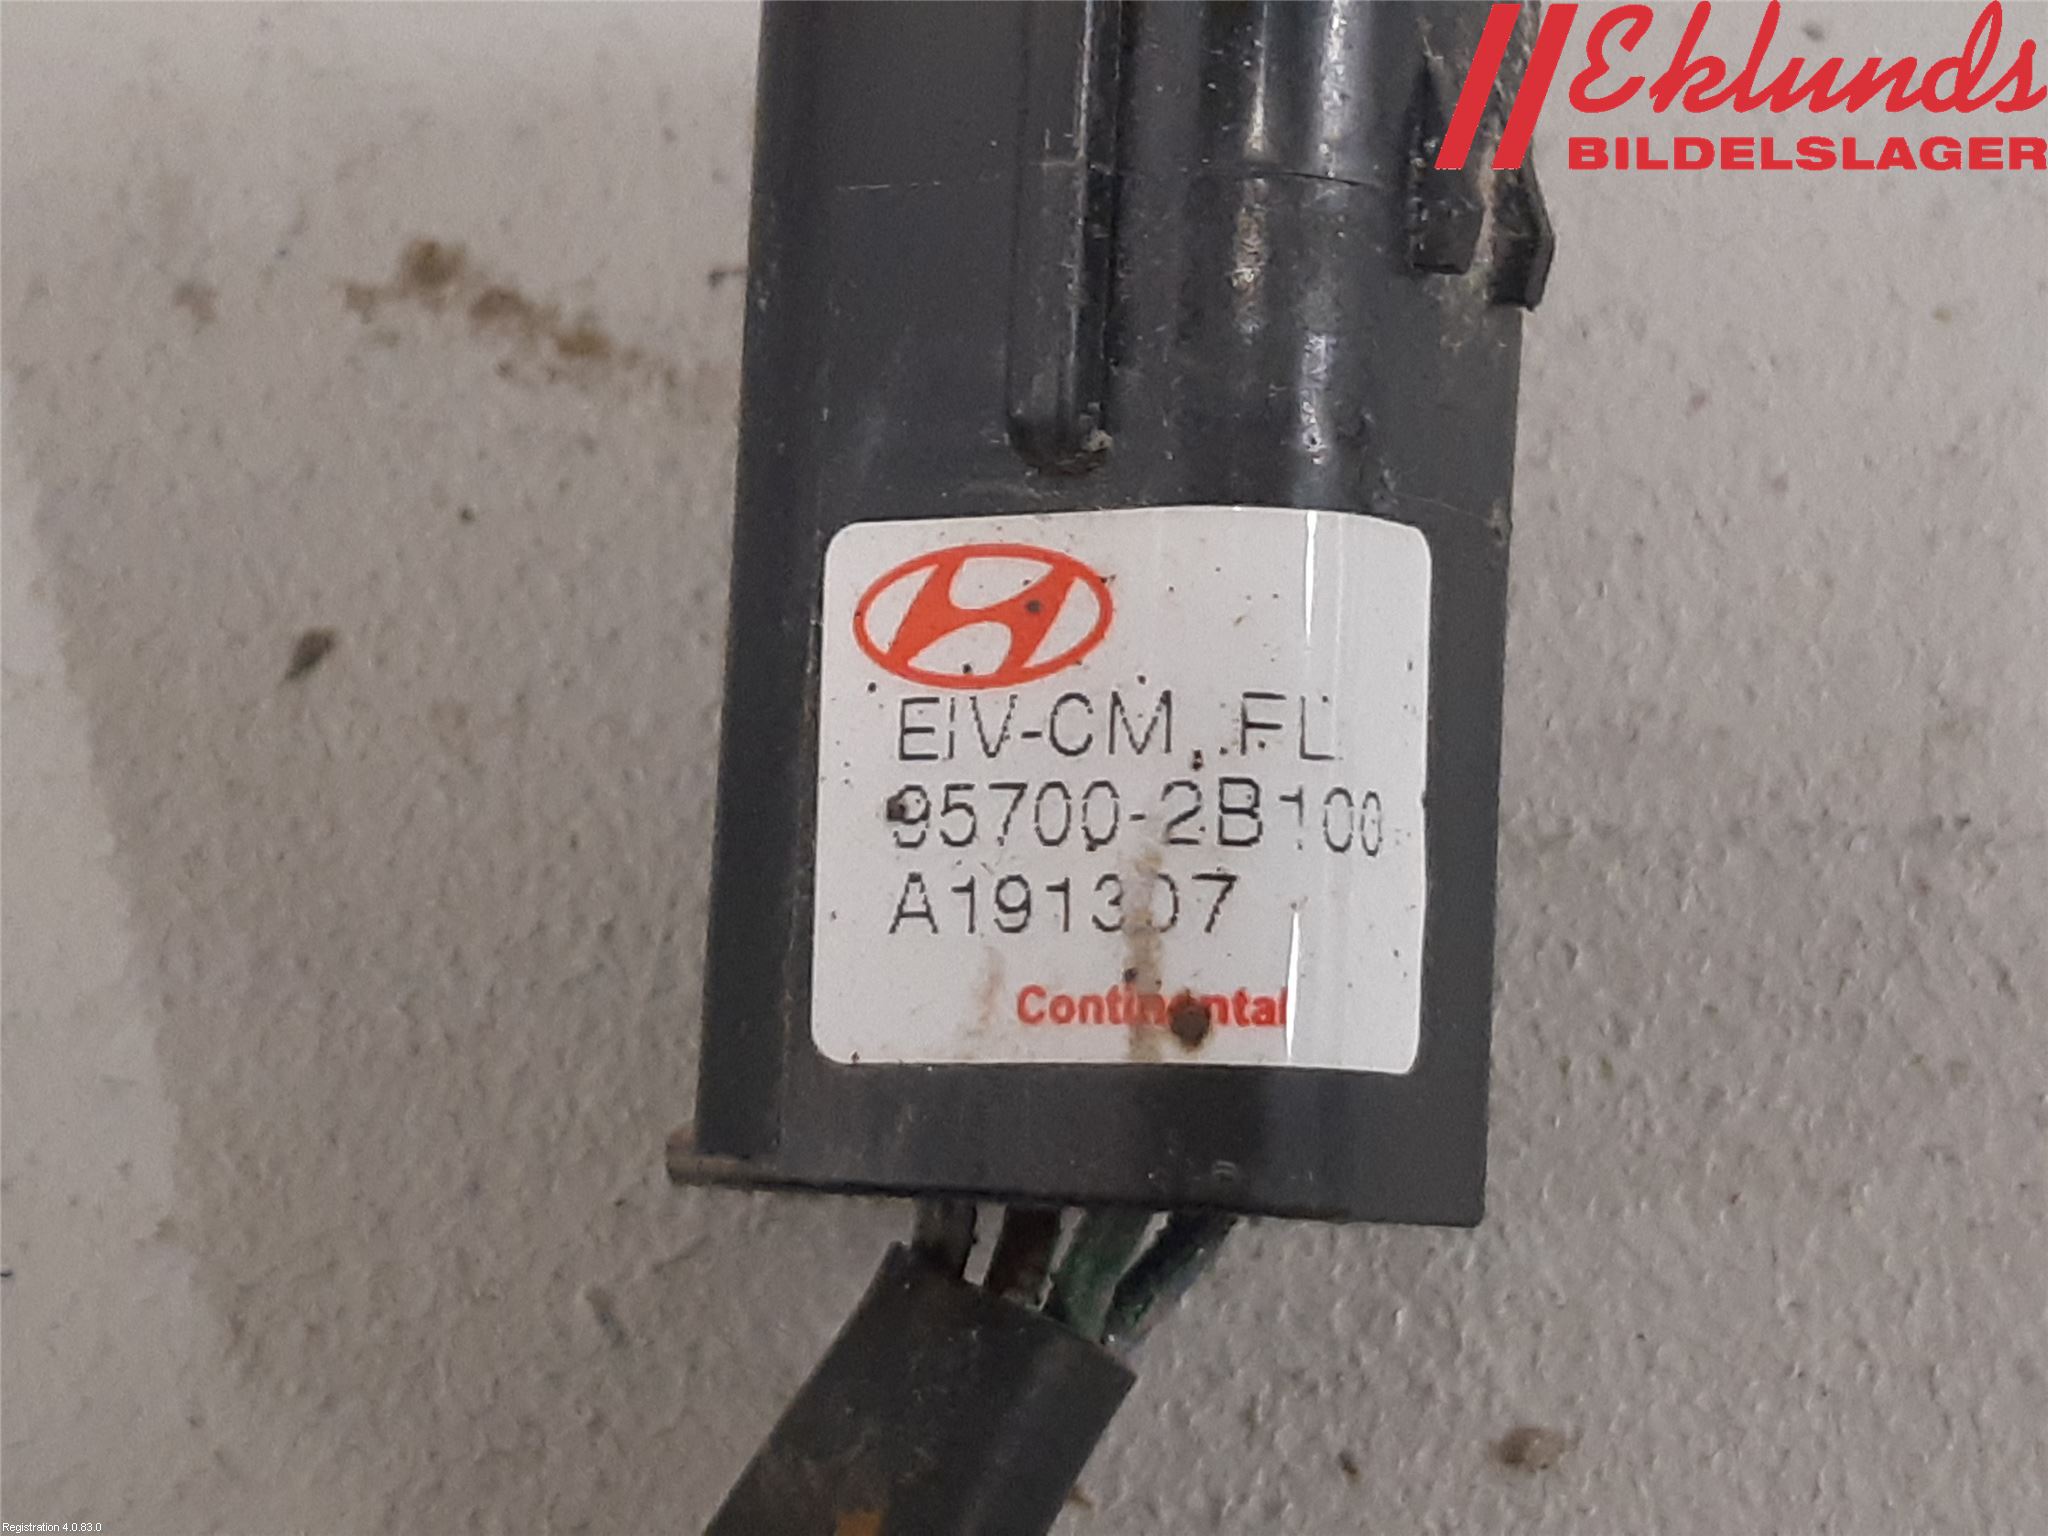 Eklunds
BILDELSLAGER
EIV-CM FL
95700-2B100
A191307
Continental
Registration 4.0.83.0